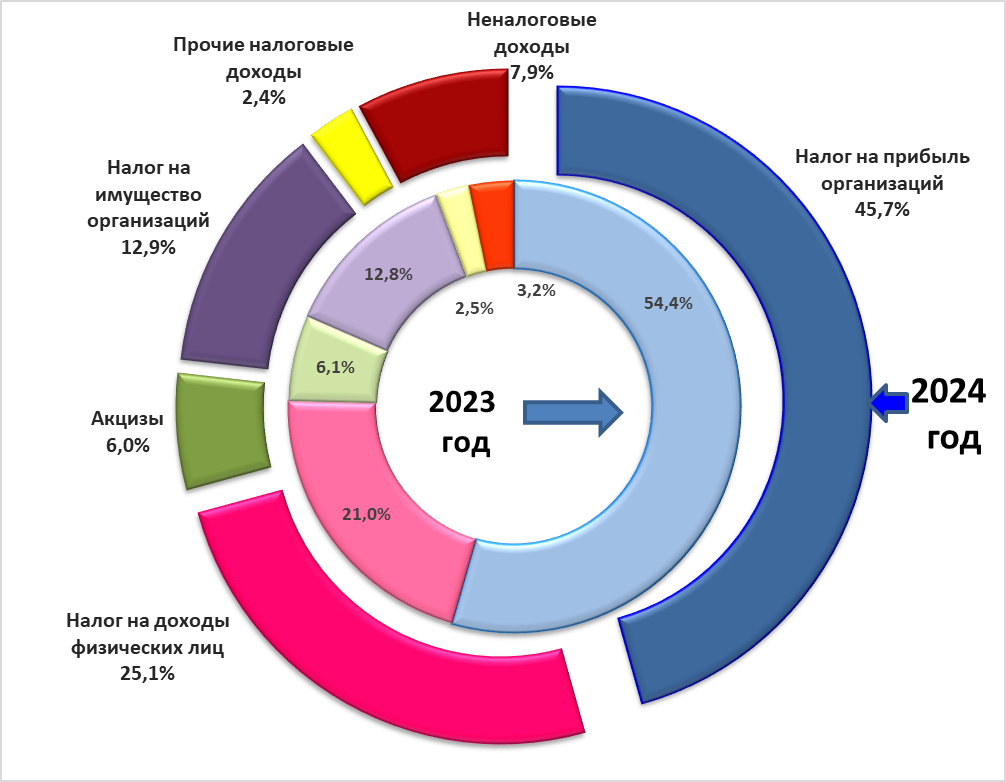 Неналоговые
доходы
7,9%
Прочие налоговые
доходы
2,4%
Налог на прибыль
организаций
45,7%
Налог на
имущество
организаций
12,9%
12,8%
2,5%
3,2%
54,4%
6,1%
2023
год
2024
год
Акцизы
6,0%
21,0%
Налог на доходы
физических лиц
25,1%